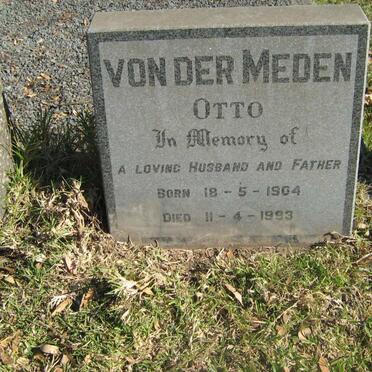 VON DER MEDEN
OTTO
In Memory of
A LOVING HUSBAND AND FATHER
BORN 18-5-1904
DIED 11-4-1993